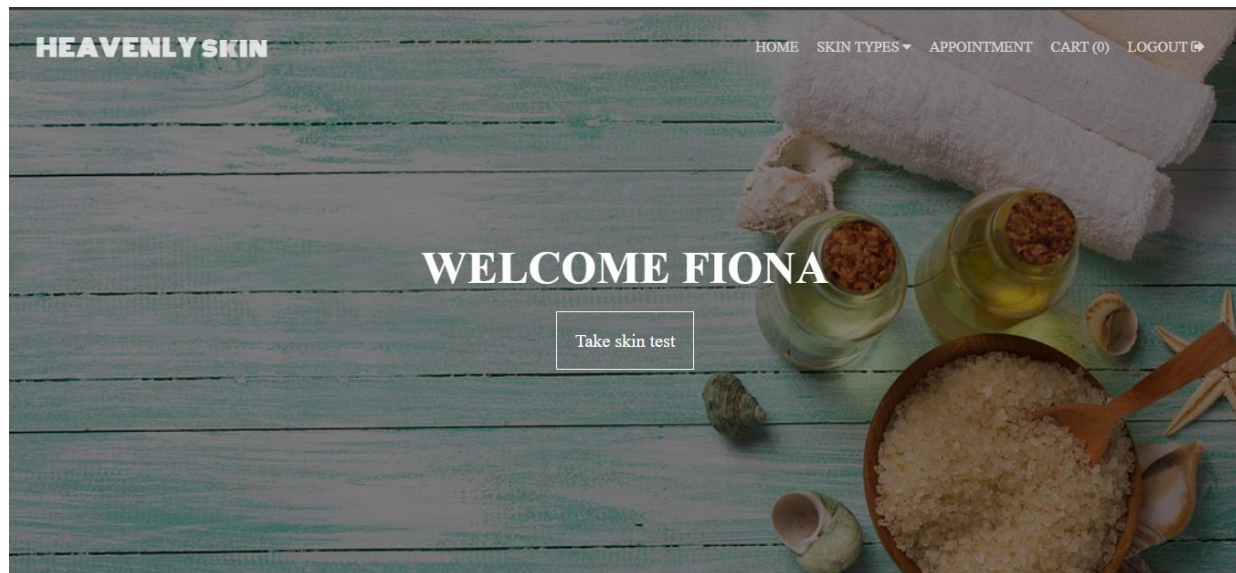 HEAVENLY SKIN
HOME SKIN TYPES APPOINTMENT CART (0) LOGOUT
WELCOME FIONA
Take skin test